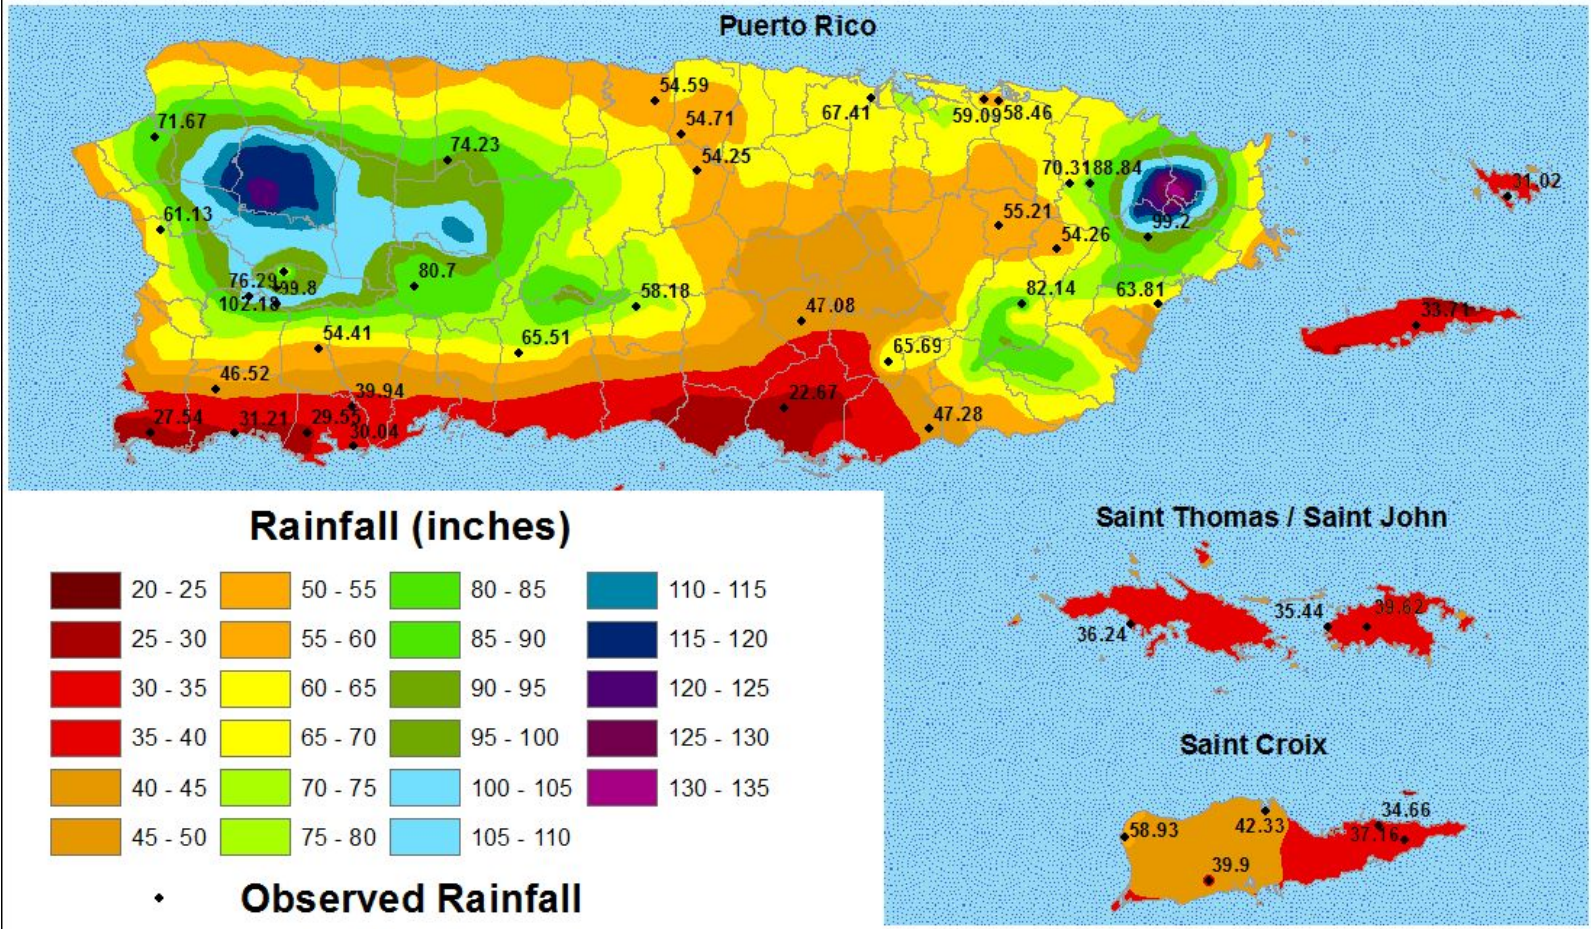 Puerto Rico
54.59
67.41
59.09
58.46
71.67
54.71
74.23
54.25
70.31
88.84
31.02
61.13
55.21
99.2
54.26
76.29
99.8
80.7
102.18
58.18
82.14
63.81
47.08
33.71
54.41
65.51
65.69
46.52
39.94
22.67
27.54
31.21
29.55
30.04
47.28
Rainfall (inches)
20 - 25
50 - 55
80 - 85
110 - 115
25 - 30
55 - 60
85 - 90
115 - 120
30 - 35
60 - 65
90 - 95
120 - 125
35 - 40
65 - 70
95 - 100
125 - 130
40 - 45
70 - 75
100 - 105
130 - 135
45 - 50
75 - 80
105 - 110
Observed Rainfall
Saint Thomas / Saint John
36.24
35.44
39.62
Saint Croix
58.93
42.33
34.66
37.16
39.9